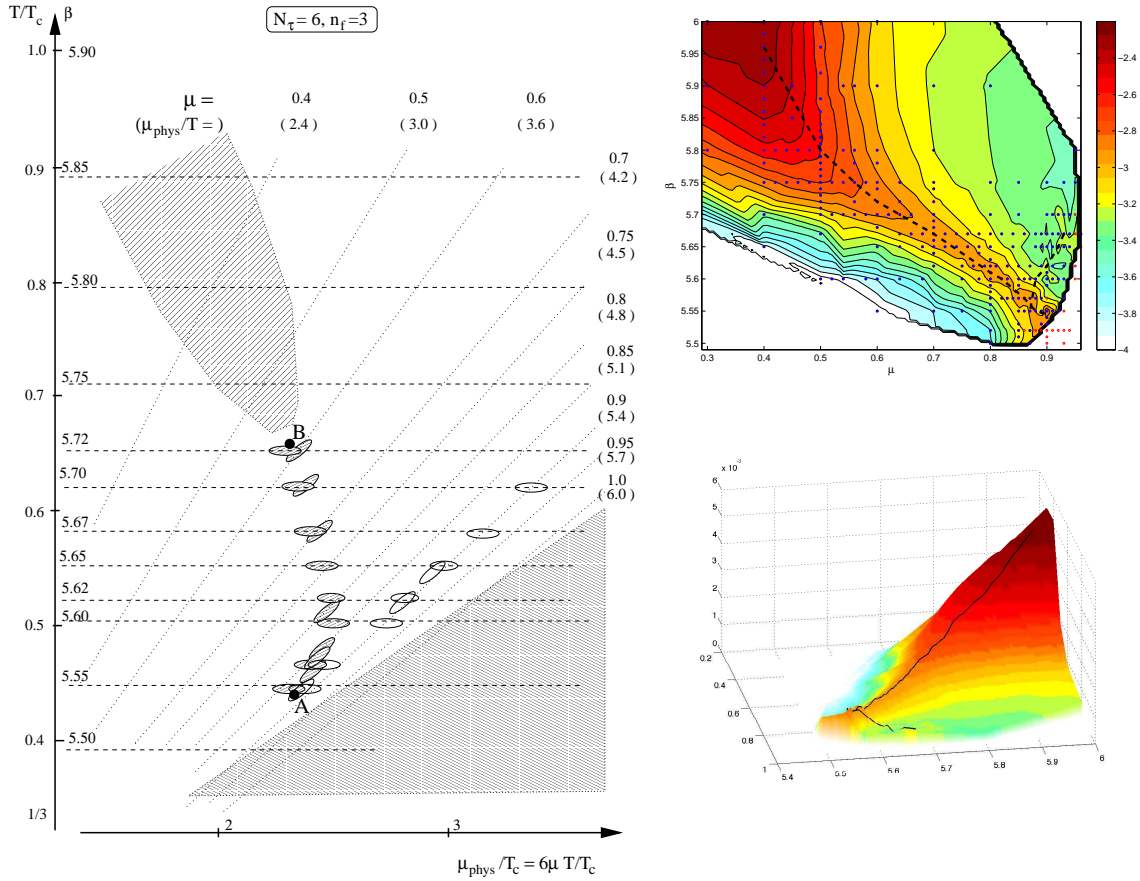 T/T_c β
N_τ = 6, n_f = 3
1.0 5.90
μ = 0.4 0.5 0.6
(μ_phys/T = ) ( 2.4 ) ( 3.0 ) ( 3.6 )
0.9 5.85
0.7
( 4.2 )
0.75
( 4.5 )
0.8 5.80
0.8
( 4.8 )
0.85
( 5.1 )
0.7 5.75
0.9
( 5.4 )
B
5.72
0.95
( 5.7 )
5.70
1.0
( 6.0 )
0.6
5.67
5.65
5.62
0.5
5.60
5.55
A
0.4
5.50
1/3
2 3
μ_phys /T_c = 6μ T/T_c
6
5.95
5.9
5.85
5.8
5.75
5.7
5.65
5.6
5.55
5.5
β
0.3 0.4 0.5 0.6 0.7 0.8 0.9
μ
−2.4
−2.6
−2.8
−3
−3.2
−3.4
−3.6
−3.8
−4
x 10⁻³
6
5
4
3
2
1
0
0.2
0.4
0.6
0.8
1
5.4 5.5 5.6 5.7 5.8 5.9 6